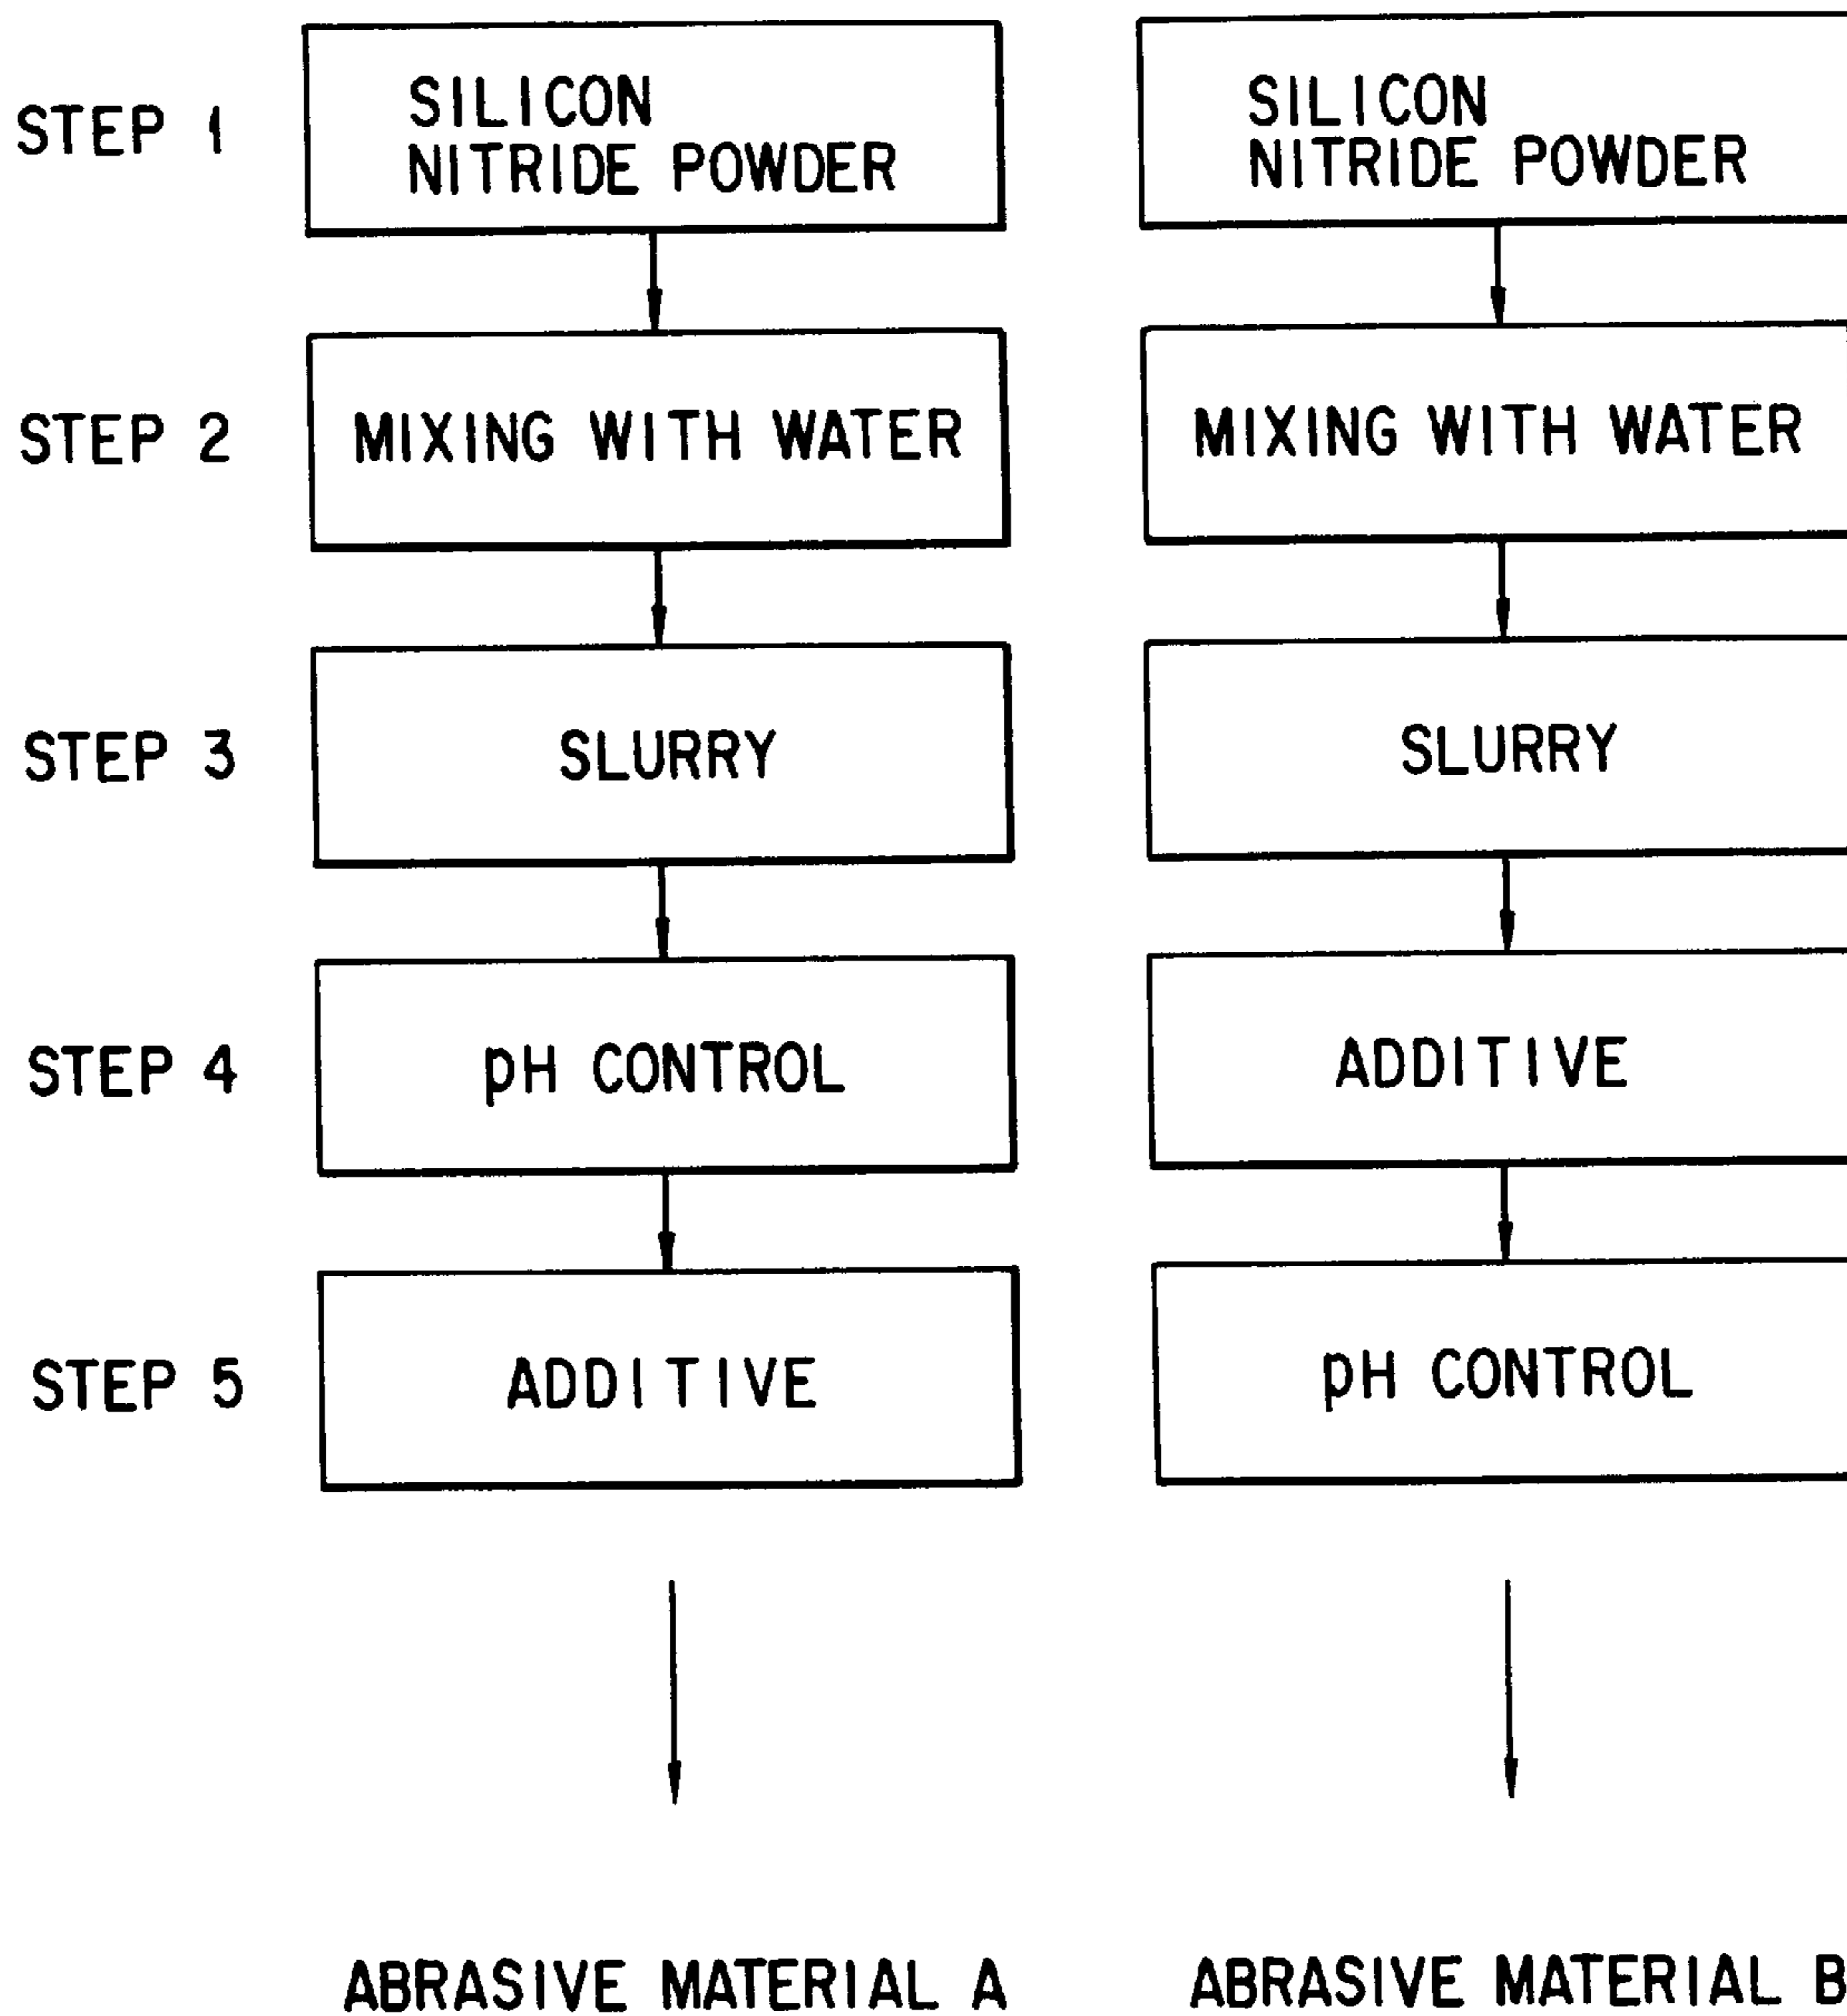 STEP 1
SILICON
NITRIDE POWDER
SILICON
NITRIDE POWDER
STEP 2
MIXING WITH WATER
MIXING WITH WATER
STEP 3
SLURRY
SLURRY
STEP 4
pH CONTROL
ADDITIVE
STEP 5
ADDITIVE
pH CONTROL
ABRASIVE MATERIAL A
ABRASIVE MATERIAL B